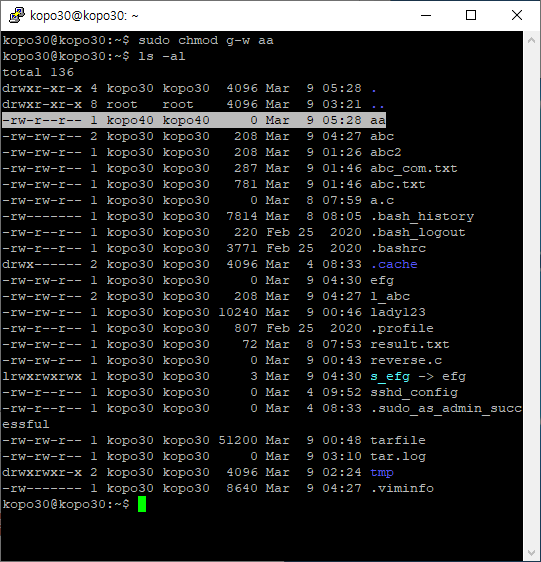 kopo30@kopo30: ~
kopo30@kopo30:~$ sudo chmod g-w aa
kopo30@kopo30:~$ ls -al
total 136
drwxr-xr-x 4 kopo30 kopo30  4096 Mar  9 05:28 .
drwxr-xr-x 8 root   root    4096 Mar  9 03:21 ..
-rw-r--r-- 1 kopo40 kopo40     0 Mar  9 05:28 aa
-rw-rw-r-- 2 kopo30 kopo30   208 Mar  9 04:27 abc
-rw-rw-r-- 1 kopo30 kopo30   208 Mar  9 01:26 abc2
-rw-rw-r-- 1 kopo30 kopo30   287 Mar  9 01:46 abc_com.txt
-rw-rw-r-- 1 kopo30 kopo30   781 Mar  9 01:46 abc.txt
-rw-rw-r-- 1 kopo30 kopo30     0 Mar  8 07:59 a.c
-rw------- 1 kopo30 kopo30  7814 Mar  8 08:05 .bash_history
-rw-r--r-- 1 kopo30 kopo30   220 Feb 25  2020 .bash_logout
-rw-r--r-- 1 kopo30 kopo30  3771 Feb 25  2020 .bashrc
drwx------ 2 kopo30 kopo30  4096 Mar  4 08:33 .cache
-rw-rw-r-- 1 kopo30 kopo30     0 Mar  9 04:30 efg
-rw-rw-r-- 2 kopo30 kopo30   208 Mar  9 04:27 l_abc
-rw-rw-r-- 1 kopo30 kopo30 10240 Mar  9 00:46 lady123
-rw-r--r-- 1 kopo30 kopo30   807 Feb 25  2020 .profile
-rw-rw-r-- 1 kopo30 kopo30    72 Mar  8 07:53 result.txt
-rw-rw-r-- 1 kopo30 kopo30     0 Mar  9 00:43 reverse.c
lrwxrwxrwx 1 kopo30 kopo30     3 Mar  9 04:30 s_efg -> efg
-rw-rw-r-- 1 kopo30 kopo30     0 Mar  4 09:52 sshd_config
-rw-r--r-- 1 kopo30 kopo30     0 Mar  4 08:33 .sudo_as_admin_succ
essful
-rw-rw-r-- 1 kopo30 kopo30 51200 Mar  9 00:48 tarfile
-rw-rw-r-- 1 kopo30 kopo30     0 Mar  9 03:10 tar.log
drwxrwxr-x 2 kopo30 kopo30  4096 Mar  9 02:24 tmp
-rw------- 1 kopo30 kopo30  8640 Mar  9 04:27 .viminfo
kopo30@kopo30:~$